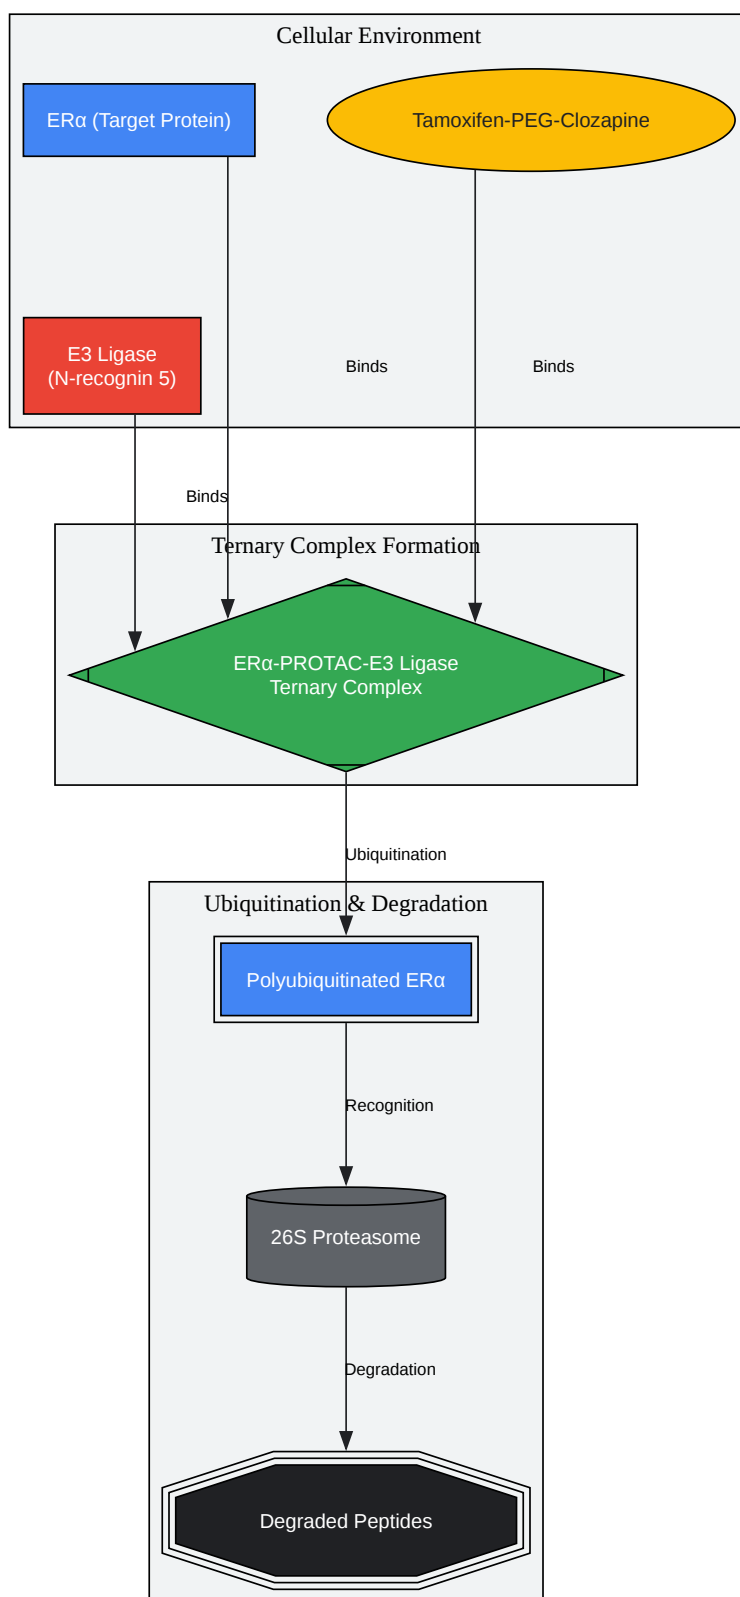 Cellular Environment
ERα (Target Protein)
Tamoxifen-PEG-Clozapine
E3 Ligase
(N-recognin 5)
Binds
Binds
Binds
Ternary Complex Formation
ERα-PROTAC-E3 Ligase
Ternary Complex
Ubiquitination
Ubiquitination & Degradation
Polyubiquitinated ERα
Recognition
26S Proteasome
Degradation
Degraded Peptides